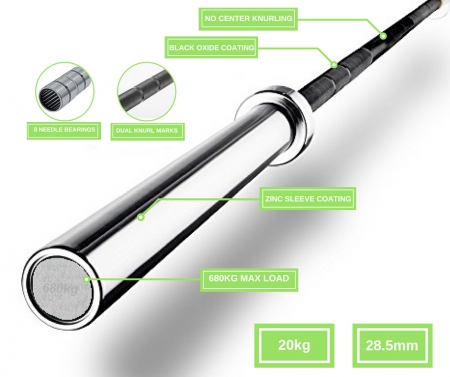 NO CENTER KNURLING
BLACK OXIDE COATING
8 NEEDLE BEARINGS
DUAL KNURL MARKS
ZINC SLEEVE COATING
680KG MAX LOAD
680kg
20kg
28.5mm